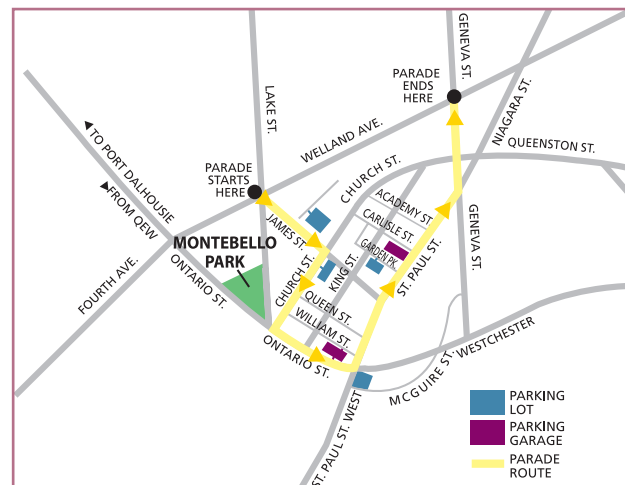 GENEVA ST.
PARADE
ENDS
HERE
NIAGARA ST.
LAKE ST.
WELLAND AVE.
QUEENSTON ST.
◀TO PORT DALHOUSIE
◀FROM QEW
PARADE
STARTS
HERE
CHURCH ST.
ACADEMY ST
CARLISLE ST.
JAMES ST.
GARDEN PK.
MONTEBELLO
PARK
FOURTH AVE.
ONTARIO ST.
CHURCH ST.
KING ST.
ST. PAUL ST.
GENEVA ST.
QUEEN ST.
WILLIAM ST.
ONTARIO ST.
WESTCHESTER
MCGUIRE ST.
ST. PAUL ST. WEST
PARKING
LOT
PARKING
GARAGE
PARADE
ROUTE